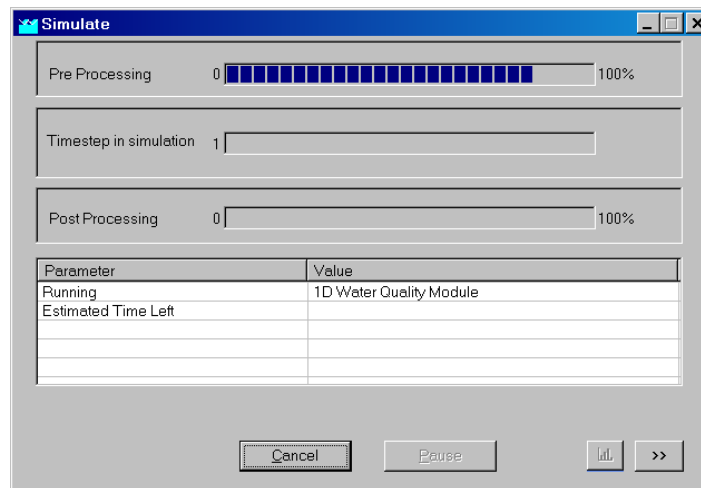 Simulate
Pre Processing 0 100%
Timestep in simulation 1
Post Processing 0 100%
Parameter Value
Running 1D Water Quality Module
Estimated Time Left
Cancel Pause >>